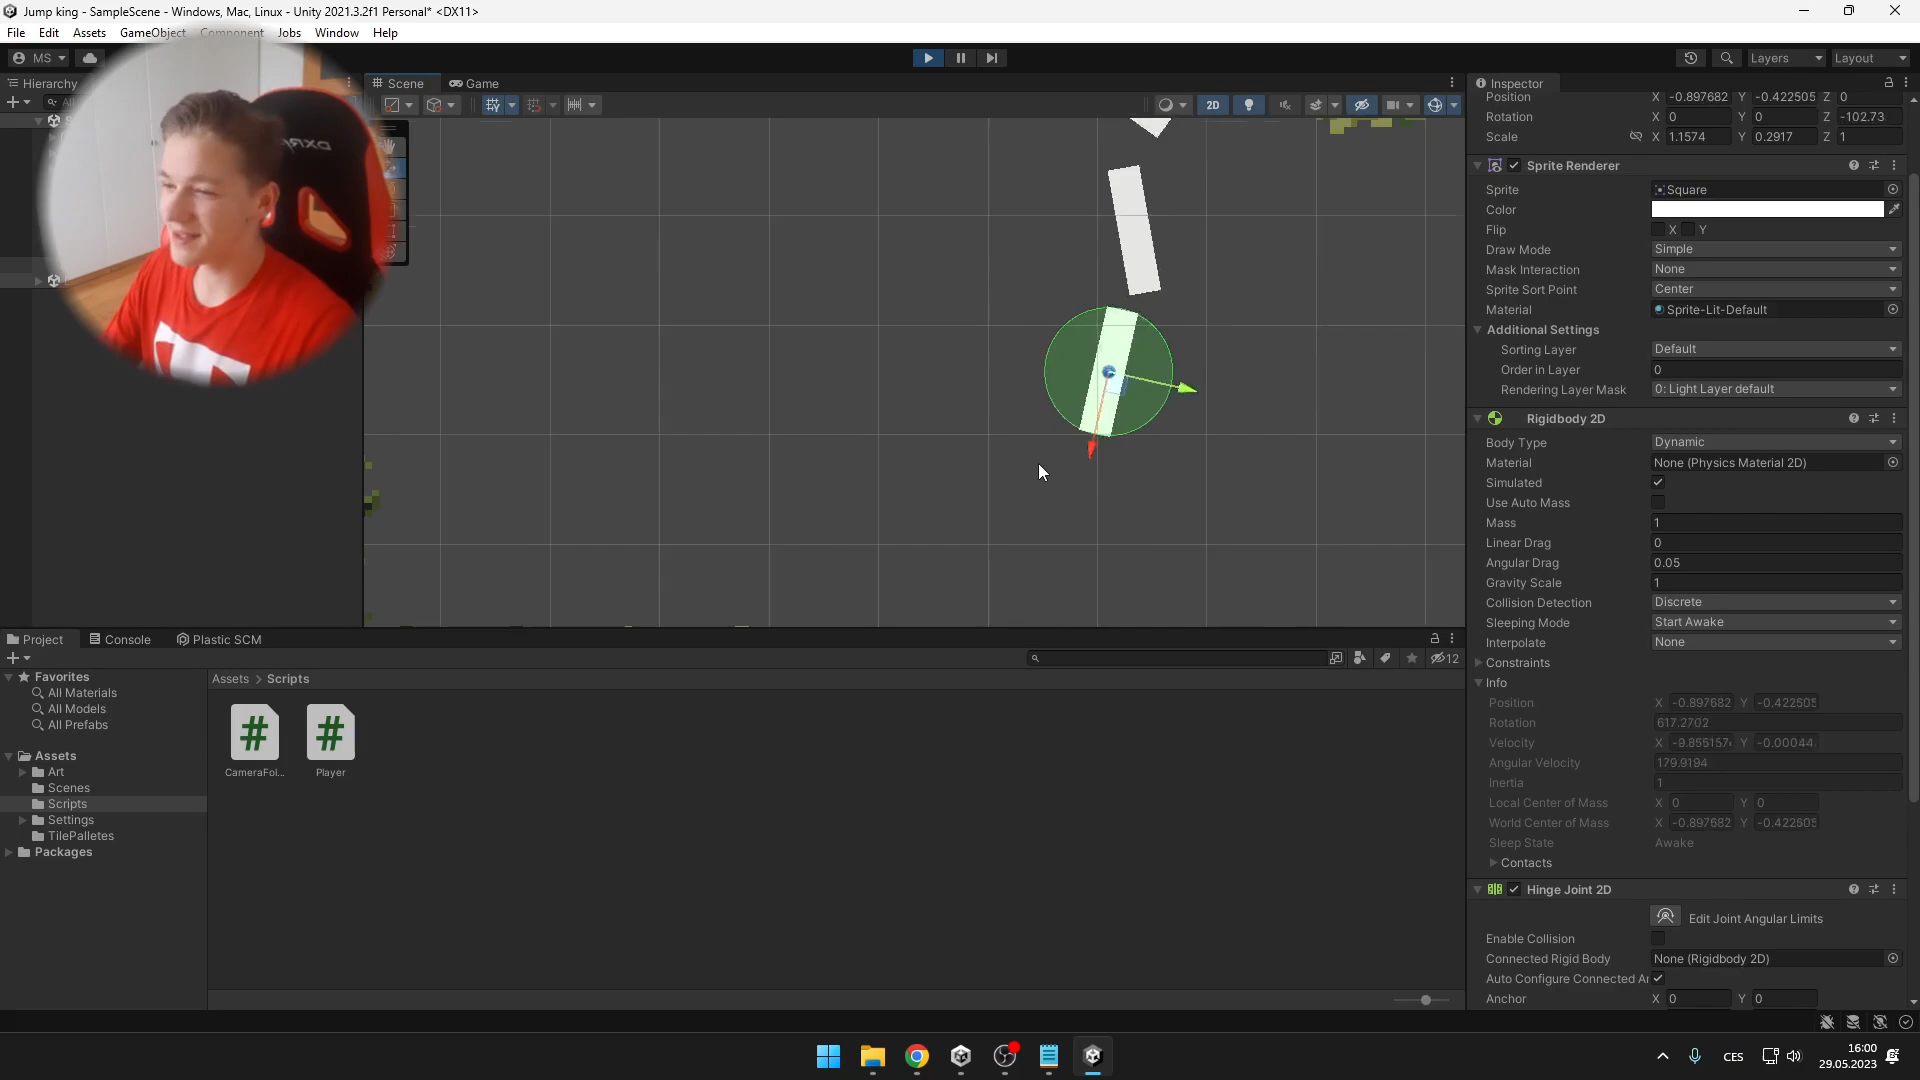 Jump king - SampleScene - Windows, Mac, Linux - Unity 2021.3.2f1 Personal* <DX11>
File Edit Assets GameObject Component Jobs Window Help
MS Layers Layout
Hierarchy Scene Game Inspector
2D
Position X -0.897682 Y -0.422505 Z 0
Rotation X 0 Y 0 Z -102.73
Scale X 1.1574 Y 0.2917 Z 1
Sprite Renderer
Sprite Square
Color
Flip X Y
Draw Mode Simple
Mask Interaction None
Sprite Sort Point Center
Material Sprite-Lit-Default
Additional Settings
Sorting Layer Default
Order in Layer 0
Rendering Layer Mask 0: Light Layer default
Rigidbody 2D
Body Type Dynamic
Material None (Physics Material 2D)
Simulated
Use Auto Mass
Mass 1
Linear Drag 0
Angular Drag 0.05
Gravity Scale 1
Collision Detection Discrete
Sleeping Mode Start Awake
Interpolate None
Constraints
Info
Position X -0.897682 Y -0.422505
Rotation 617.2702
Velocity X -9.855157 Y -0.00044
Angular Velocity 179.9194
Inertia 1
Local Center of Mass X 0 Y 0
World Center of Mass X -0.897682 Y -0.422505
Sleep State Awake
Contacts
Hinge Joint 2D
Edit Joint Angular Limits
Enable Collision
Connected Rigid Body None (Rigidbody 2D)
Auto Configure Connected Ar
Anchor X 0 Y 0
Project Console Plastic SCM
12
Favorites
All Materials
All Models
All Prefabs
Assets
Art
Scenes
Scripts
Settings
TilePalletes
Packages
Assets > Scripts
CameraFol... Player
CES
16:00
29.05.2023